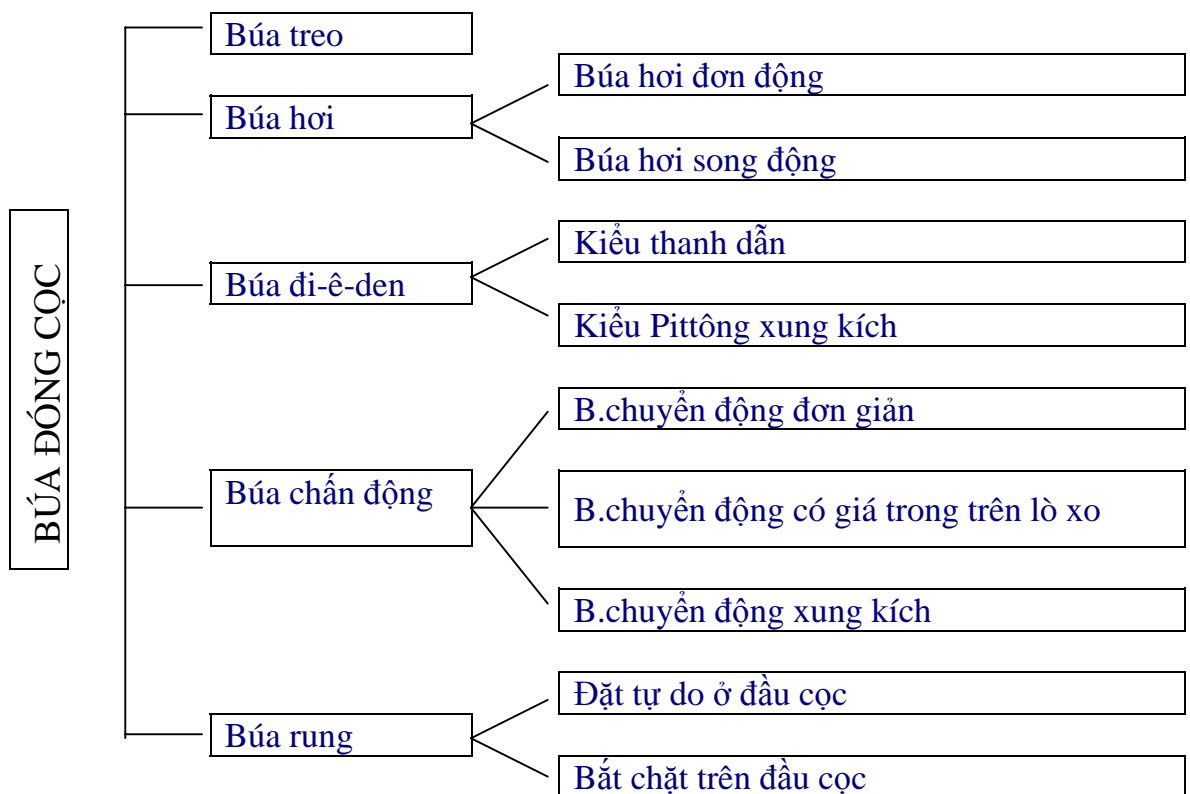 BÚA ĐÓNG CỌC
Búa treo
Búa hơi
Búa hơi đơn động
Búa hơi song động
Búa đi-ê-den
Kiểu thanh dẫn
Kiểu Pittông xung kích
Búa chấn động
B.chuyển động đơn giản
B.chuyển động có giá trong trên lò xo
B.chuyển động xung kích
Búa rung
Đặt tự do ở đầu cọc
Bắt chặt trên đầu cọc